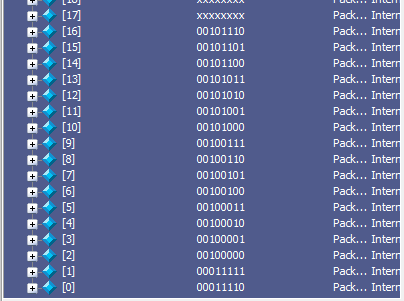 [18] xxxxxxxx Pack... Intern
[17] xxxxxxxx Pack... Intern
[16] 00101110 Pack... Intern
[15] 00101101 Pack... Intern
[14] 00101100 Pack... Intern
[13] 00101011 Pack... Intern
[12] 00101010 Pack... Intern
[11] 00101001 Pack... Intern
[10] 00101000 Pack... Intern
[9] 00100111 Pack... Intern
[8] 00100110 Pack... Intern
[7] 00100101 Pack... Intern
[6] 00100100 Pack... Intern
[5] 00100011 Pack... Intern
[4] 00100010 Pack... Intern
[3] 00100001 Pack... Intern
[2] 00100000 Pack... Intern
[1] 00011111 Pack... Intern
[0] 00011110 Pack... Intern